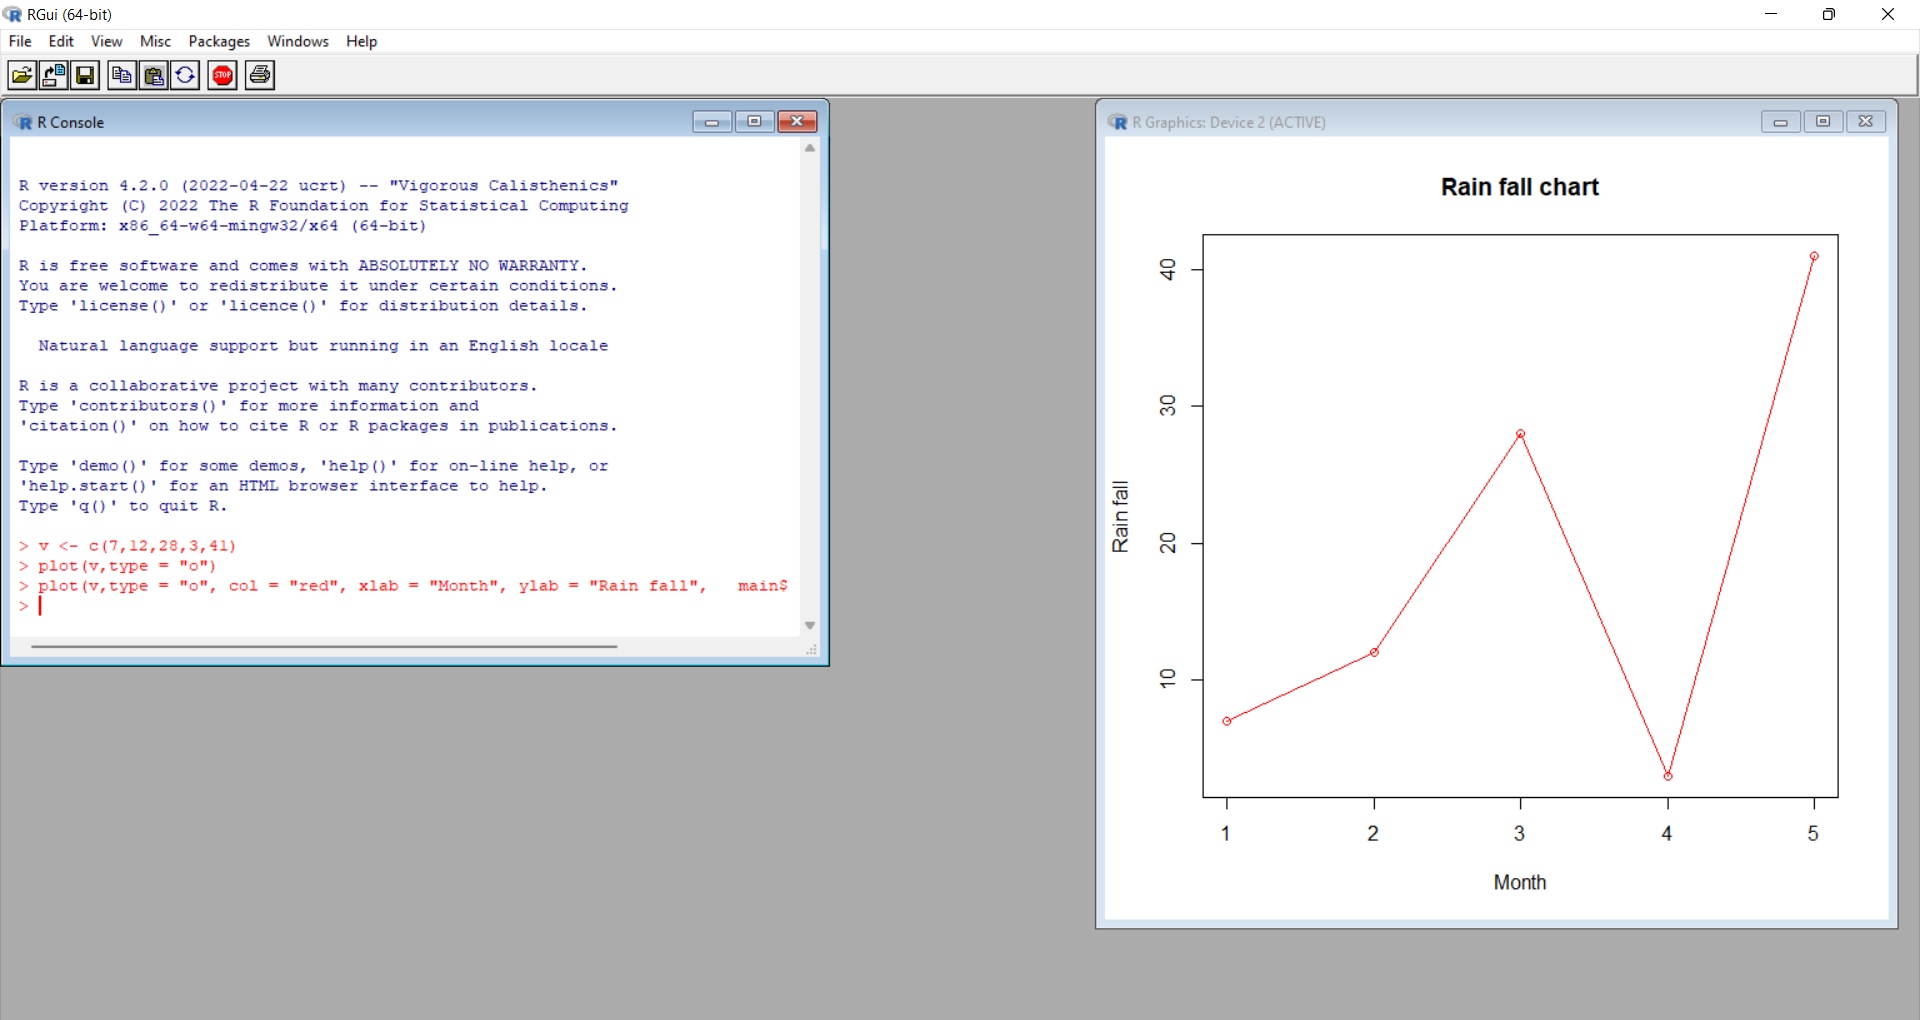 RGui (64-bit)
File Edit View Misc Packages Windows Help
STOP
R Console
R version 4.2.0 (2022-04-22 ucrt) -- "Vigorous Calisthenics"
Copyright (C) 2022 The R Foundation for Statistical Computing
Platform: x86_64-w64-mingw32/x64 (64-bit)
R is free software and comes with ABSOLUTELY NO WARRANTY.
You are welcome to redistribute it under certain conditions.
Type 'license()' or 'licence()' for distribution details.
Natural language support but running in an English locale
R is a collaborative project with many contributors.
Type 'contributors()' for more information and
'citation()' on how to cite R or R packages in publications.
Type 'demo()' for some demos, 'help()' for on-line help, or
'help.start()' for an HTML browser interface to help.
Type 'q()' to quit R.
> v <- c(7,12,28,3,41)
> plot(v,type = "o")
> plot(v,type = "o", col = "red", xlab = "Month", ylab = "Rain fall",   main$
>
R Graphics: Device 2 (ACTIVE)
Rain fall chart
40
30
20
10
Rain fall
1 2 3 4 5
Month